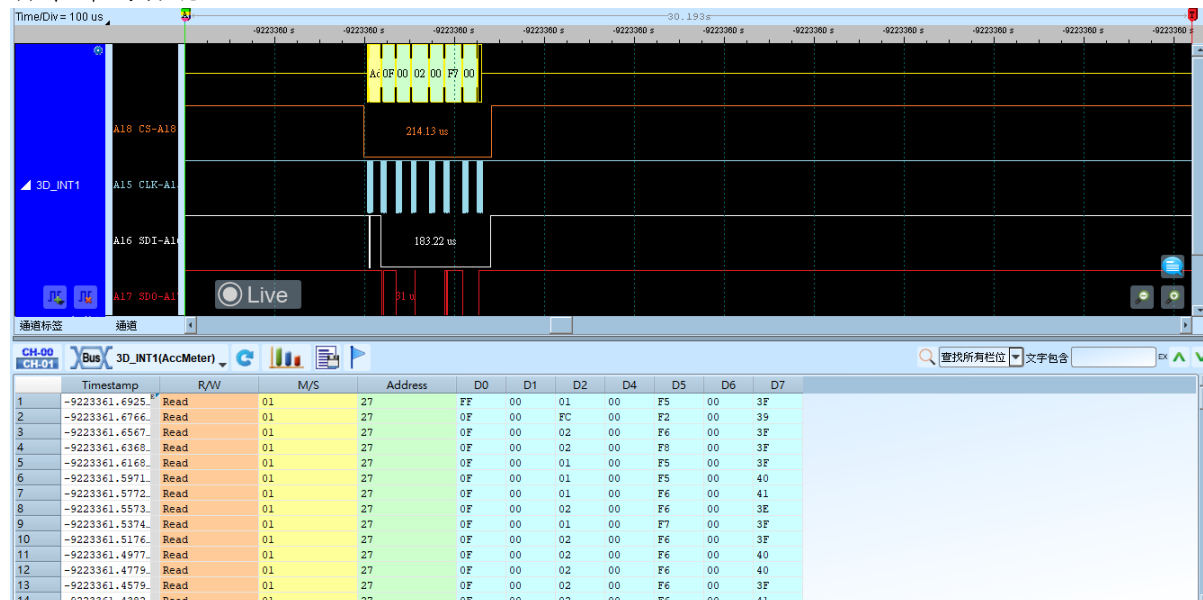 Time/Div = 100 us
30.193s
-9223360 s -9223360 s -9223360 s -9223360 s -9223360 s -9223360 s -9223360 s -9223360 s -9223360 s -9223360 s -9223360 s
0F 00 02 00 F7 00
A18 CS-A18
214.13 us
3D_INT1
A15 CLK-A1
A16 SDI-A1
183.22 us
A17 SDO-A1
Live
通道标签 通道
CH-00
CH-01
Bus
3D_INT1(AccMeter)
查找所有栏位
文字包含
EX
Timestamp R/W M/S Address D0 D1 D2 D4 D5 D6 D7
1 -9223361.6925 Read 01 27 FF 00 01 00 F5 00 3F
2 -9223361.6766 Read 01 27 0F 00 FC 00 F2 00 39
3 -9223361.6567 Read 01 27 0F 00 02 00 F6 00 3F
4 -9223361.6368 Read 01 27 0F 00 02 00 F8 00 3F
5 -9223361.6168 Read 01 27 0F 00 01 00 F5 00 3F
6 -9223361.5971 Read 01 27 0F 00 01 00 F5 00 40
7 -9223361.5772 Read 01 27 0F 00 01 00 F6 00 41
8 -9223361.5573 Read 01 27 0F 00 02 00 F6 00 3E
9 -9223361.5374 Read 01 27 0F 00 01 00 F7 00 3F
10 -9223361.5176 Read 01 27 0F 00 02 00 F6 00 3F
11 -9223361.4977 Read 01 27 0F 00 02 00 F6 00 40
12 -9223361.4779 Read 01 27 0F 00 02 00 F6 00 40
13 -9223361.4579 Read 01 27 0F 00 02 00 F6 00 3F